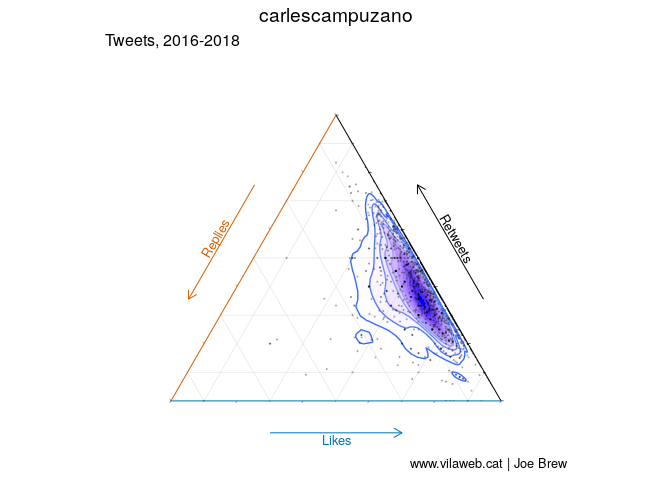 carlescampuzano
Tweets, 2016-2018
Replies
Retweets
Likes
www.vilaweb.cat | Joe Brew